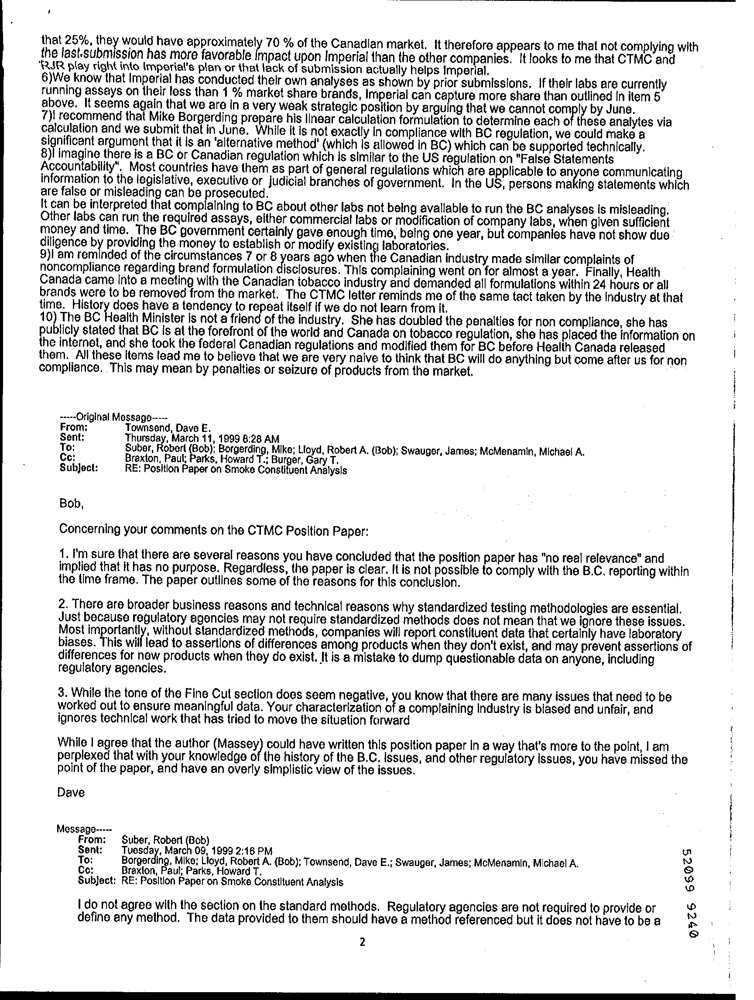 that 25%, they would have approximately 70 % of the Canadian market. It therefore appears to me that not complying with
the last submission has more favorable impact upon Imperial than the other companies. It looks to me that CTMC and
RJR play right into Imperial's plan or that lack of submission actually helps Imperial.
6)We know that Imperial has conducted their own analyses as shown by prior submissions. If their labs are currently
running assays on their less than 1 % market share brands, Imperial can capture more share than outlined in item 5
above. It seems again that we are in a very weak strategic position by arguing that we cannot comply by June.
7)I recommend that Mike Borgerding prepare his linear calculation formulation to determine each of these analytes via
calculation and we submit that in June. While it is not exactly in compliance with BC regulation, we could make a
significant argument that it is an 'alternative method' (which is allowed in BC) which can be supported technically.
8)I imagine there is a BC or Canadian regulation which is similar to the US regulation on "False Statements
Accountability". Most countries have them as part of general regulations which are applicable to anyone communicating
information to the legislative, executive or judicial branches of government. In the US, persons making statements which
are false or misleading can be prosecuted.
It can be interpreted that complaining to BC about other labs not being available to run the BC analyses is misleading.
Other labs can run the required assays, either commercial labs or modification of company labs, when given sufficient
money and time. The BC government certainly gave enough time, being one year, but companies have not show due
diligence by providing the money to establish or modify existing laboratories.
9)I am reminded of the circumstances 7 or 8 years ago when the Canadian industry made similar complaints of
noncompliance regarding brand formulation disclosures. This complaining went on for almost a year. Finally, Health
Canada came into a meeting with the Canadian tobacco industry and demanded all formulations within 24 hours or all
brands were to be removed from the market. The CTMC letter reminds me of the same tact taken by the industry at that
time. History does have a tendency to repeat itself if we do not learn from it.
10) The BC Health Minister is not a friend of the industry. She has doubled the penalties for non compliance, she has
publicly stated that BC is at the forefront of the world and Canada on tobacco regulation, she has placed the information on
the internet, and she took the federal Canadian regulations and modified them for BC before Health Canada released
them. All these items lead me to believe that we are very naive to think that BC will do anything but come after us for non
compliance. This may mean by penalties or seizure of products from the market.
-----Original Message-----
From: Townsend, Dave E.
Sent: Thursday, March 11, 1999 8:28 AM
To: Suber, Robert (Bob); Borgerding, Mike; Lloyd, Robert A. (Bob); Swauger, James; McMenamin, Michael A.
Cc: Braxton, Paul; Parks, Howard T.; Burger, Gary T.
Subject: RE: Position Paper on Smoke Constituent Analysis
Bob,
Concerning your comments on the CTMC Position Paper:
1. I'm sure that there are several reasons you have concluded that the position paper has "no real relevance" and
implied that it has no purpose. Regardless, the paper is clear. It is not possible to comply with the B.C. reporting within
the time frame. The paper outlines some of the reasons for this conclusion.
2. There are broader business reasons and technical reasons why standardized testing methodologies are essential.
Just because regulatory agencies may not require standardized methods does not mean that we ignore these issues.
Most importantly, without standardized methods, companies will report constituent data that certainly have laboratory
biases. This will lead to assertions of differences among products when they don't exist, and may prevent assertions of
differences for new products when they do exist. It is a mistake to dump questionable data on anyone, including
regulatory agencies.
3. While the tone of the Fine Cut section does seem negative, you know that there are many issues that need to be
worked out to ensure meaningful data. Your characterization of a complaining industry is biased and unfair, and
ignores technical work that has tried to move the situation forward
While I agree that the author (Massey) could have written this position paper in a way that's more to the point, I am
perplexed that with your knowledge of the history of the B.C. issues, and other regulatory issues, you have missed the
point of the paper, and have an overly simplistic view of the issues.
Dave
Message-----
From: Suber, Robert (Bob)
Sent: Tuesday, March 09, 1999 2:16 PM
To: Borgerding, Mike; Lloyd, Robert A. (Bob); Townsend, Dave E.; Swauger, James; McMenamin, Michael A.
Cc: Braxton, Paul; Parks, Howard T.
Subject: RE: Position Paper on Smoke Constituent Analysis
I do not agree with the section on the standard methods. Regulatory agencies are not required to provide or
define any method. The data provided to them should have a method referenced but it does not have to be a
2
52099 9240